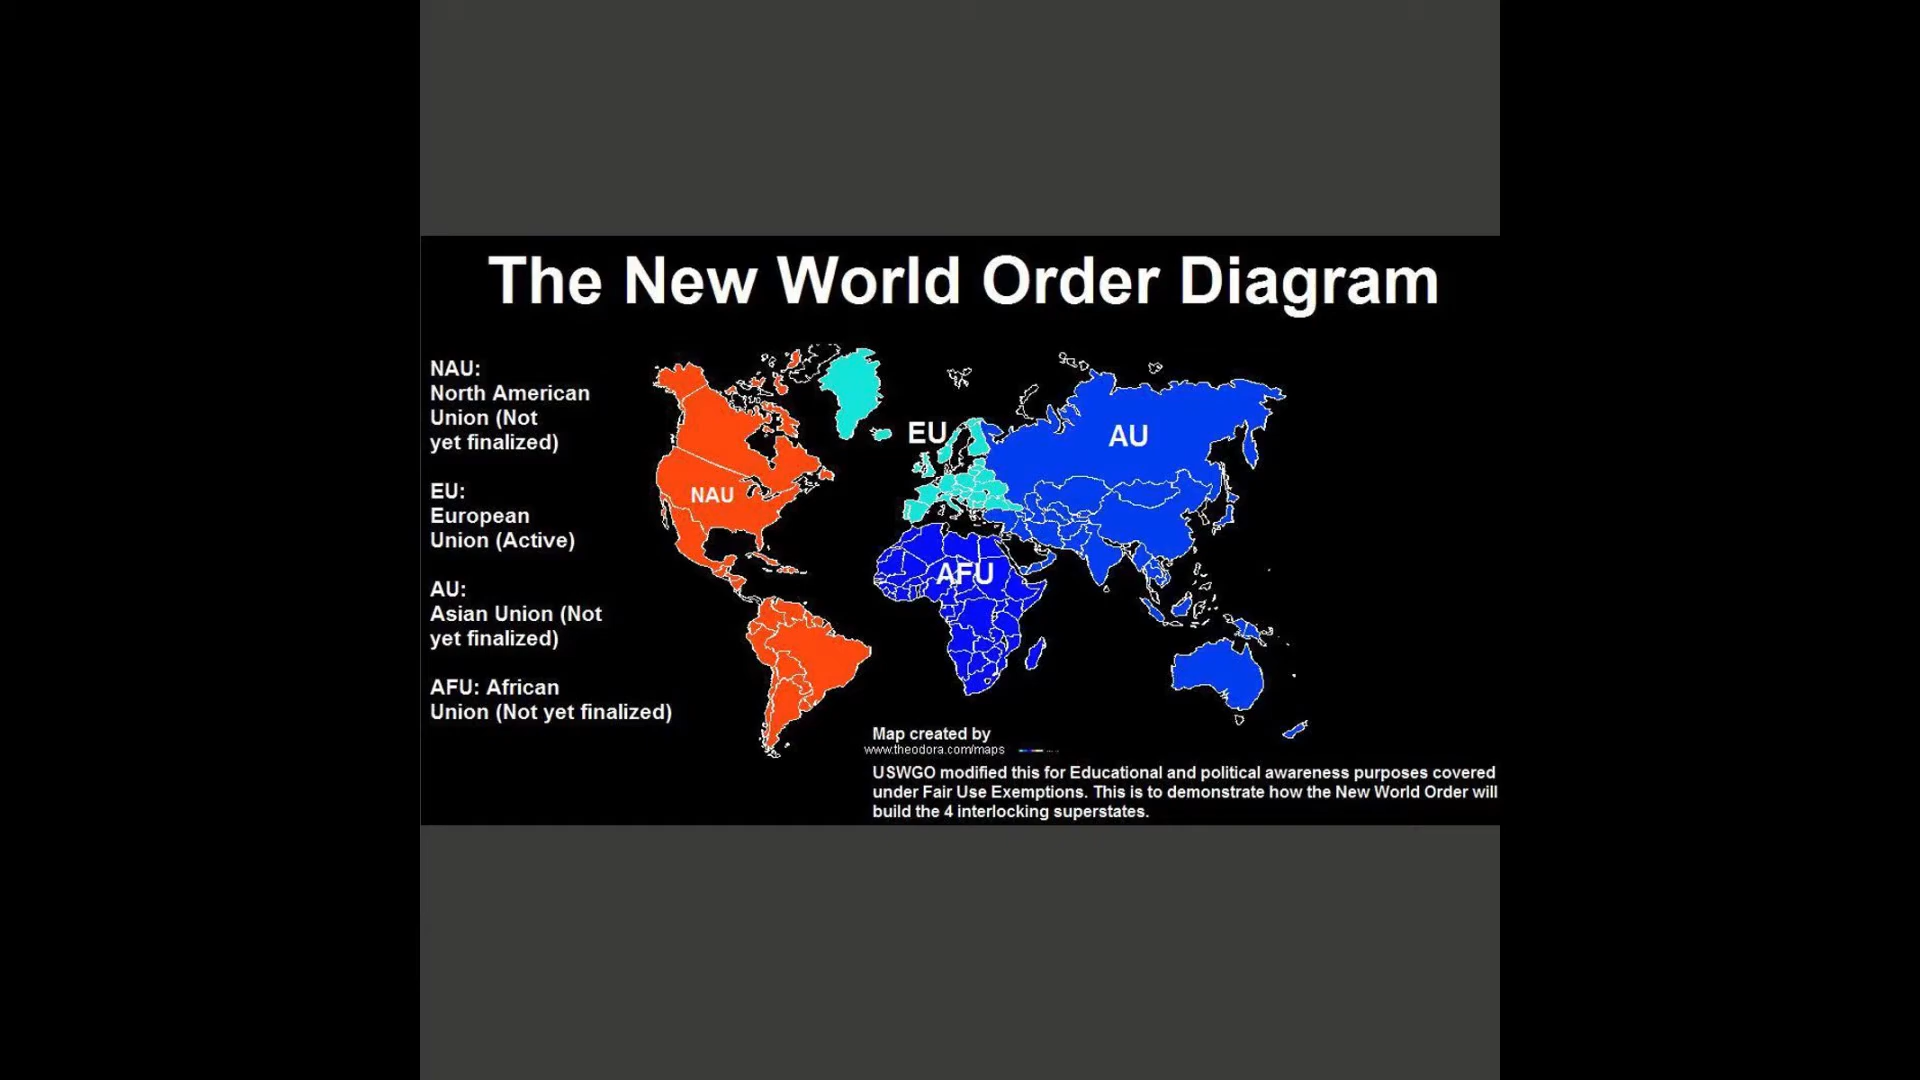 The New World Order Diagram
NAU:
North American
Union (Not
yet finalized)
EU:
European
Union (Active)
AU:
Asian Union (Not
yet finalized)
AFU: African
Union (Not yet finalized)
NAU
EU
AU
AFU
Map created by
www.theodora.com/maps
USWGO modified this for Educational and political awareness purposes covered
under Fair Use Exemptions. This is to demonstrate how the New World Order will
build the 4 interlocking superstates.